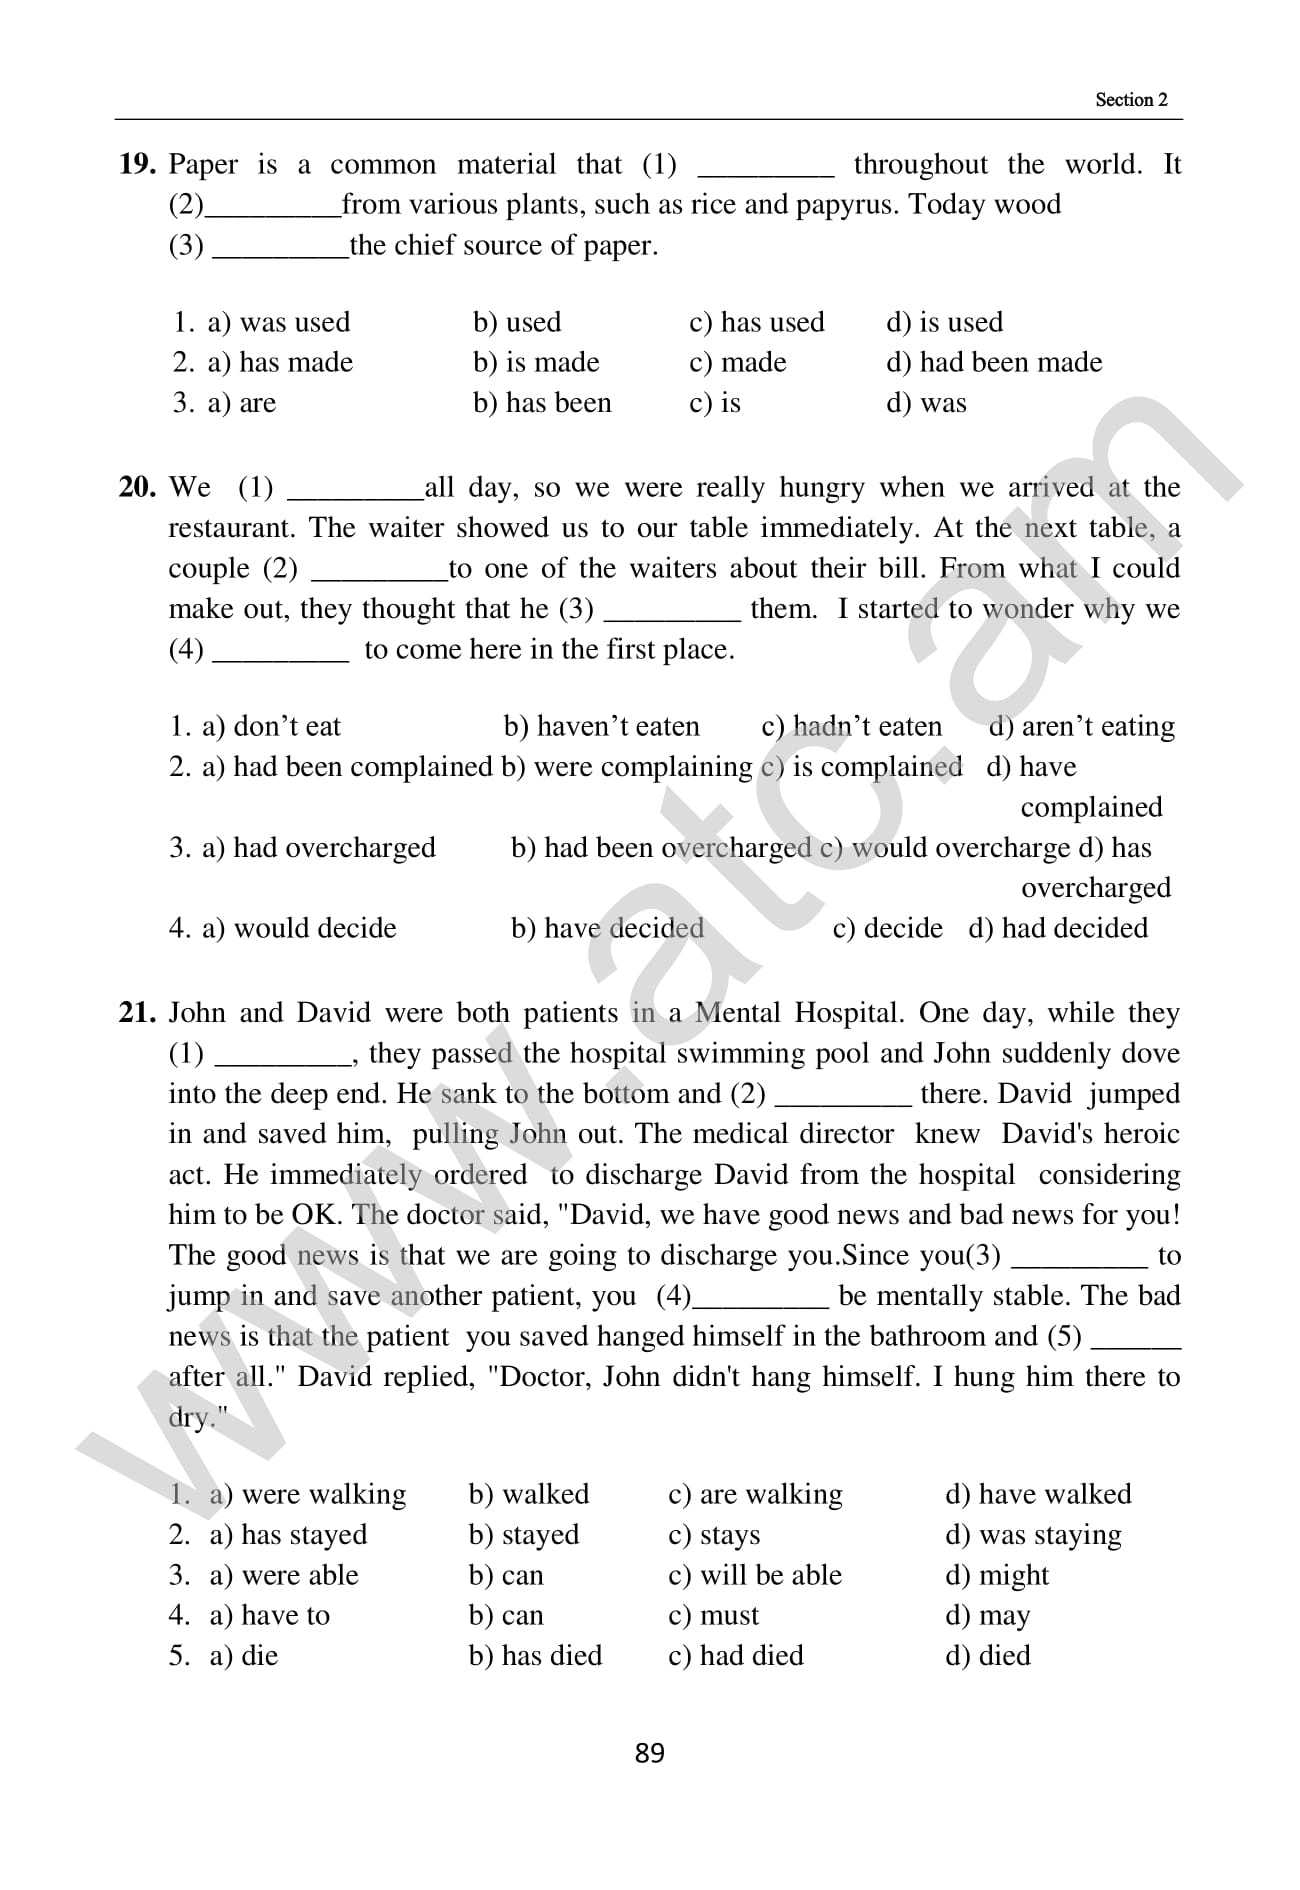 Section 2
19. Paper is a common material that (1) _________ throughout the world. It
(2)_________from various plants, such as rice and papyrus. Today wood
(3) _________the chief source of paper.
1. a) was used b) used c) has used d) is used
2. a) has made b) is made c) made d) had been made
3. a) are b) has been c) is d) was
20. We (1) _________all day, so we were really hungry when we arrived at the
restaurant. The waiter showed us to our table immediately. At the next table, a
couple (2) _________to one of the waiters about their bill. From what I could
make out, they thought that he (3) _________ them. I started to wonder why we
(4) _________ to come here in the first place.
1. a) don’t eat b) haven’t eaten c) hadn’t eaten d) aren’t eating
2. a) had been complained b) were complaining c) is complained d) have
complained
3. a) had overcharged b) had been overcharged c) would overcharge d) has
overcharged
4. a) would decide b) have decided c) decide d) had decided
21. John and David were both patients in a Mental Hospital. One day, while they
(1) _________, they passed the hospital swimming pool and John suddenly dove
into the deep end. He sank to the bottom and (2) _________ there. David jumped
in and saved him, pulling John out. The medical director knew David's heroic
act. He immediately ordered to discharge David from the hospital considering
him to be OK. The doctor said, "David, we have good news and bad news for you!
The good news is that we are going to discharge you.Since you(3) _________ to
jump in and save another patient, you (4)_________ be mentally stable. The bad
news is that the patient you saved hanged himself in the bathroom and (5) ______
after all." David replied, "Doctor, John didn't hang himself. I hung him there to
dry."
1. a) were walking b) walked c) are walking d) have walked
2. a) has stayed b) stayed c) stays d) was staying
3. a) were able b) can c) will be able d) might
4. a) have to b) can c) must d) may
5. a) die b) has died c) had died d) died
89
www.atc.am